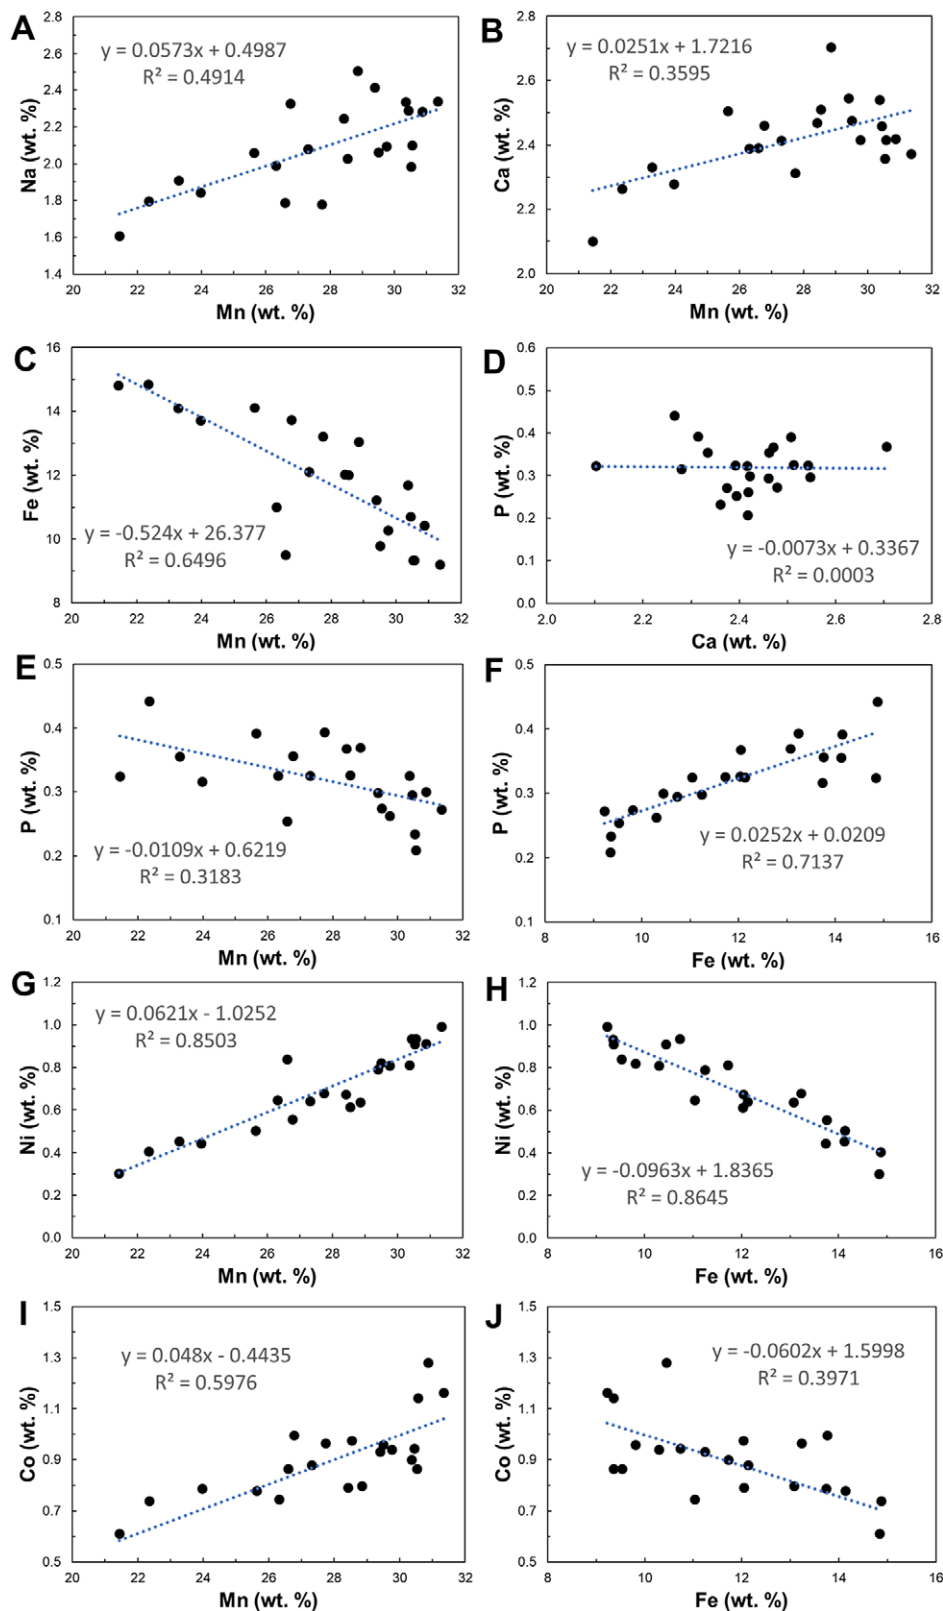 A
y = 0.0573x + 0.4987
R² = 0.4914
2.8
2.6
2.4
2.2
2.0
1.8
1.6
1.4
Na (wt. %)
20 22 24 26 28 30 32
Mn (wt. %)
B
y = 0.0251x + 1.7216
R² = 0.3595
2.8
2.6
2.4
2.2
2.0
Ca (wt. %)
20 22 24 26 28 30 32
Mn (wt. %)
C
16
14
12
10
8
Fe (wt. %)
y = -0.524x + 26.377
R² = 0.6496
20 22 24 26 28 30 32
Mn (wt. %)
D
0.6
0.5
0.4
0.3
0.2
0.1
0.0
P (wt. %)
y = -0.0073x + 0.3367
R² = 0.0003
2.0 2.2 2.4 2.6 2.8
Ca (wt. %)
E
0.5
0.4
0.3
0.2
0.1
P (wt. %)
y = -0.0109x + 0.6219
R² = 0.3183
20 22 24 26 28 30 32
Mn (wt. %)
F
0.5
0.4
0.3
0.2
0.1
P (wt. %)
y = 0.0252x + 0.0209
R² = 0.7137
8 10 12 14 16
Fe (wt. %)
G
y = 0.0621x - 1.0252
R² = 0.8503
1.2
1.0
0.8
0.6
0.4
0.2
0.0
Ni (wt. %)
20 22 24 26 28 30 32
Mn (wt. %)
H
1.2
1.0
0.8
0.6
0.4
0.2
0.0
Ni (wt. %)
y = -0.0963x + 1.8365
R² = 0.8645
8 10 12 14 16
Fe (wt. %)
I
y = 0.048x - 0.4435
R² = 0.5976
1.5
1.3
1.1
0.9
0.7
0.5
Co (wt. %)
20 22 24 26 28 30 32
Mn (wt. %)
J
y = -0.0602x + 1.5998
R² = 0.3971
1.5
1.3
1.1
0.9
0.7
0.5
Co (wt. %)
8 10 12 14 16
Fe (wt. %)